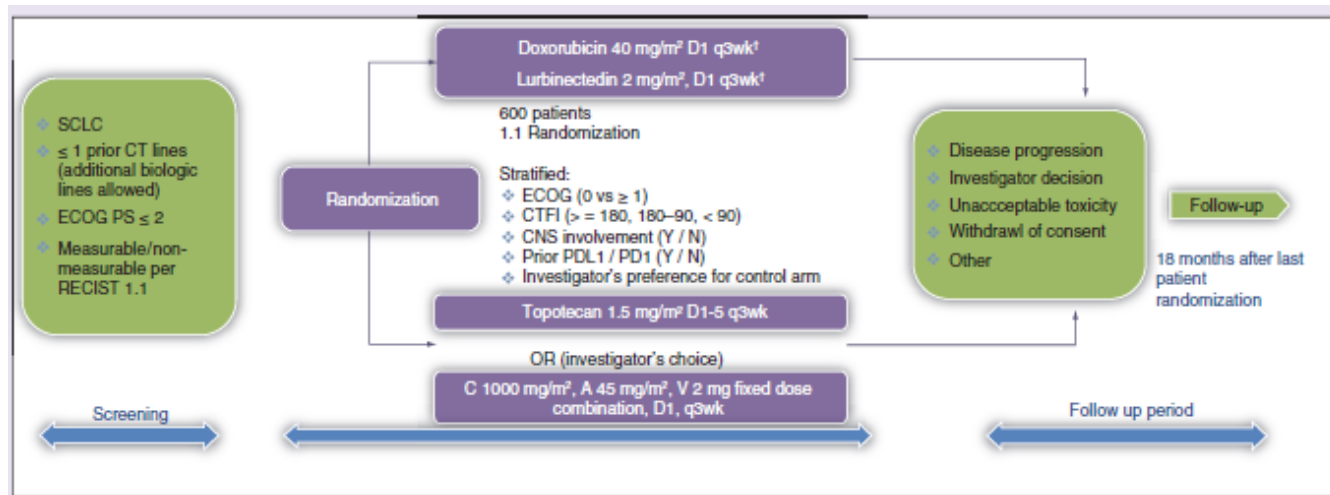 SCLC
≤ 1 prior CT lines
(additional biologic
lines allowed)
ECOG PS ≤ 2
Measurable/non-
measurable per
RECIST 1.1
Screening
Randomization
Doxorubicin 40 mg/m² D1 q3wk†
Lurbinectedin 2 mg/m², D1 q3wk†
600 patients
1.1 Randomization
Stratified:
ECOG (0 vs ≥ 1)
CTFI (> = 180, 180–90, < 90)
CNS involvement (Y / N)
Prior PDL1 / PD1 (Y / N)
Investigator's preference for control arm
Topotecan 1.5 mg/m² D1-5 q3wk
OR (investigator's choice)
C 1000 mg/m², A 45 mg/m², V 2 mg fixed dose
combination, D1, q3wk
Disease progression
Investigator decision
Unaccceptable toxicity
Withdrawl of consent
Other
Follow-up
18 months after last
patient
randomization
Follow up period